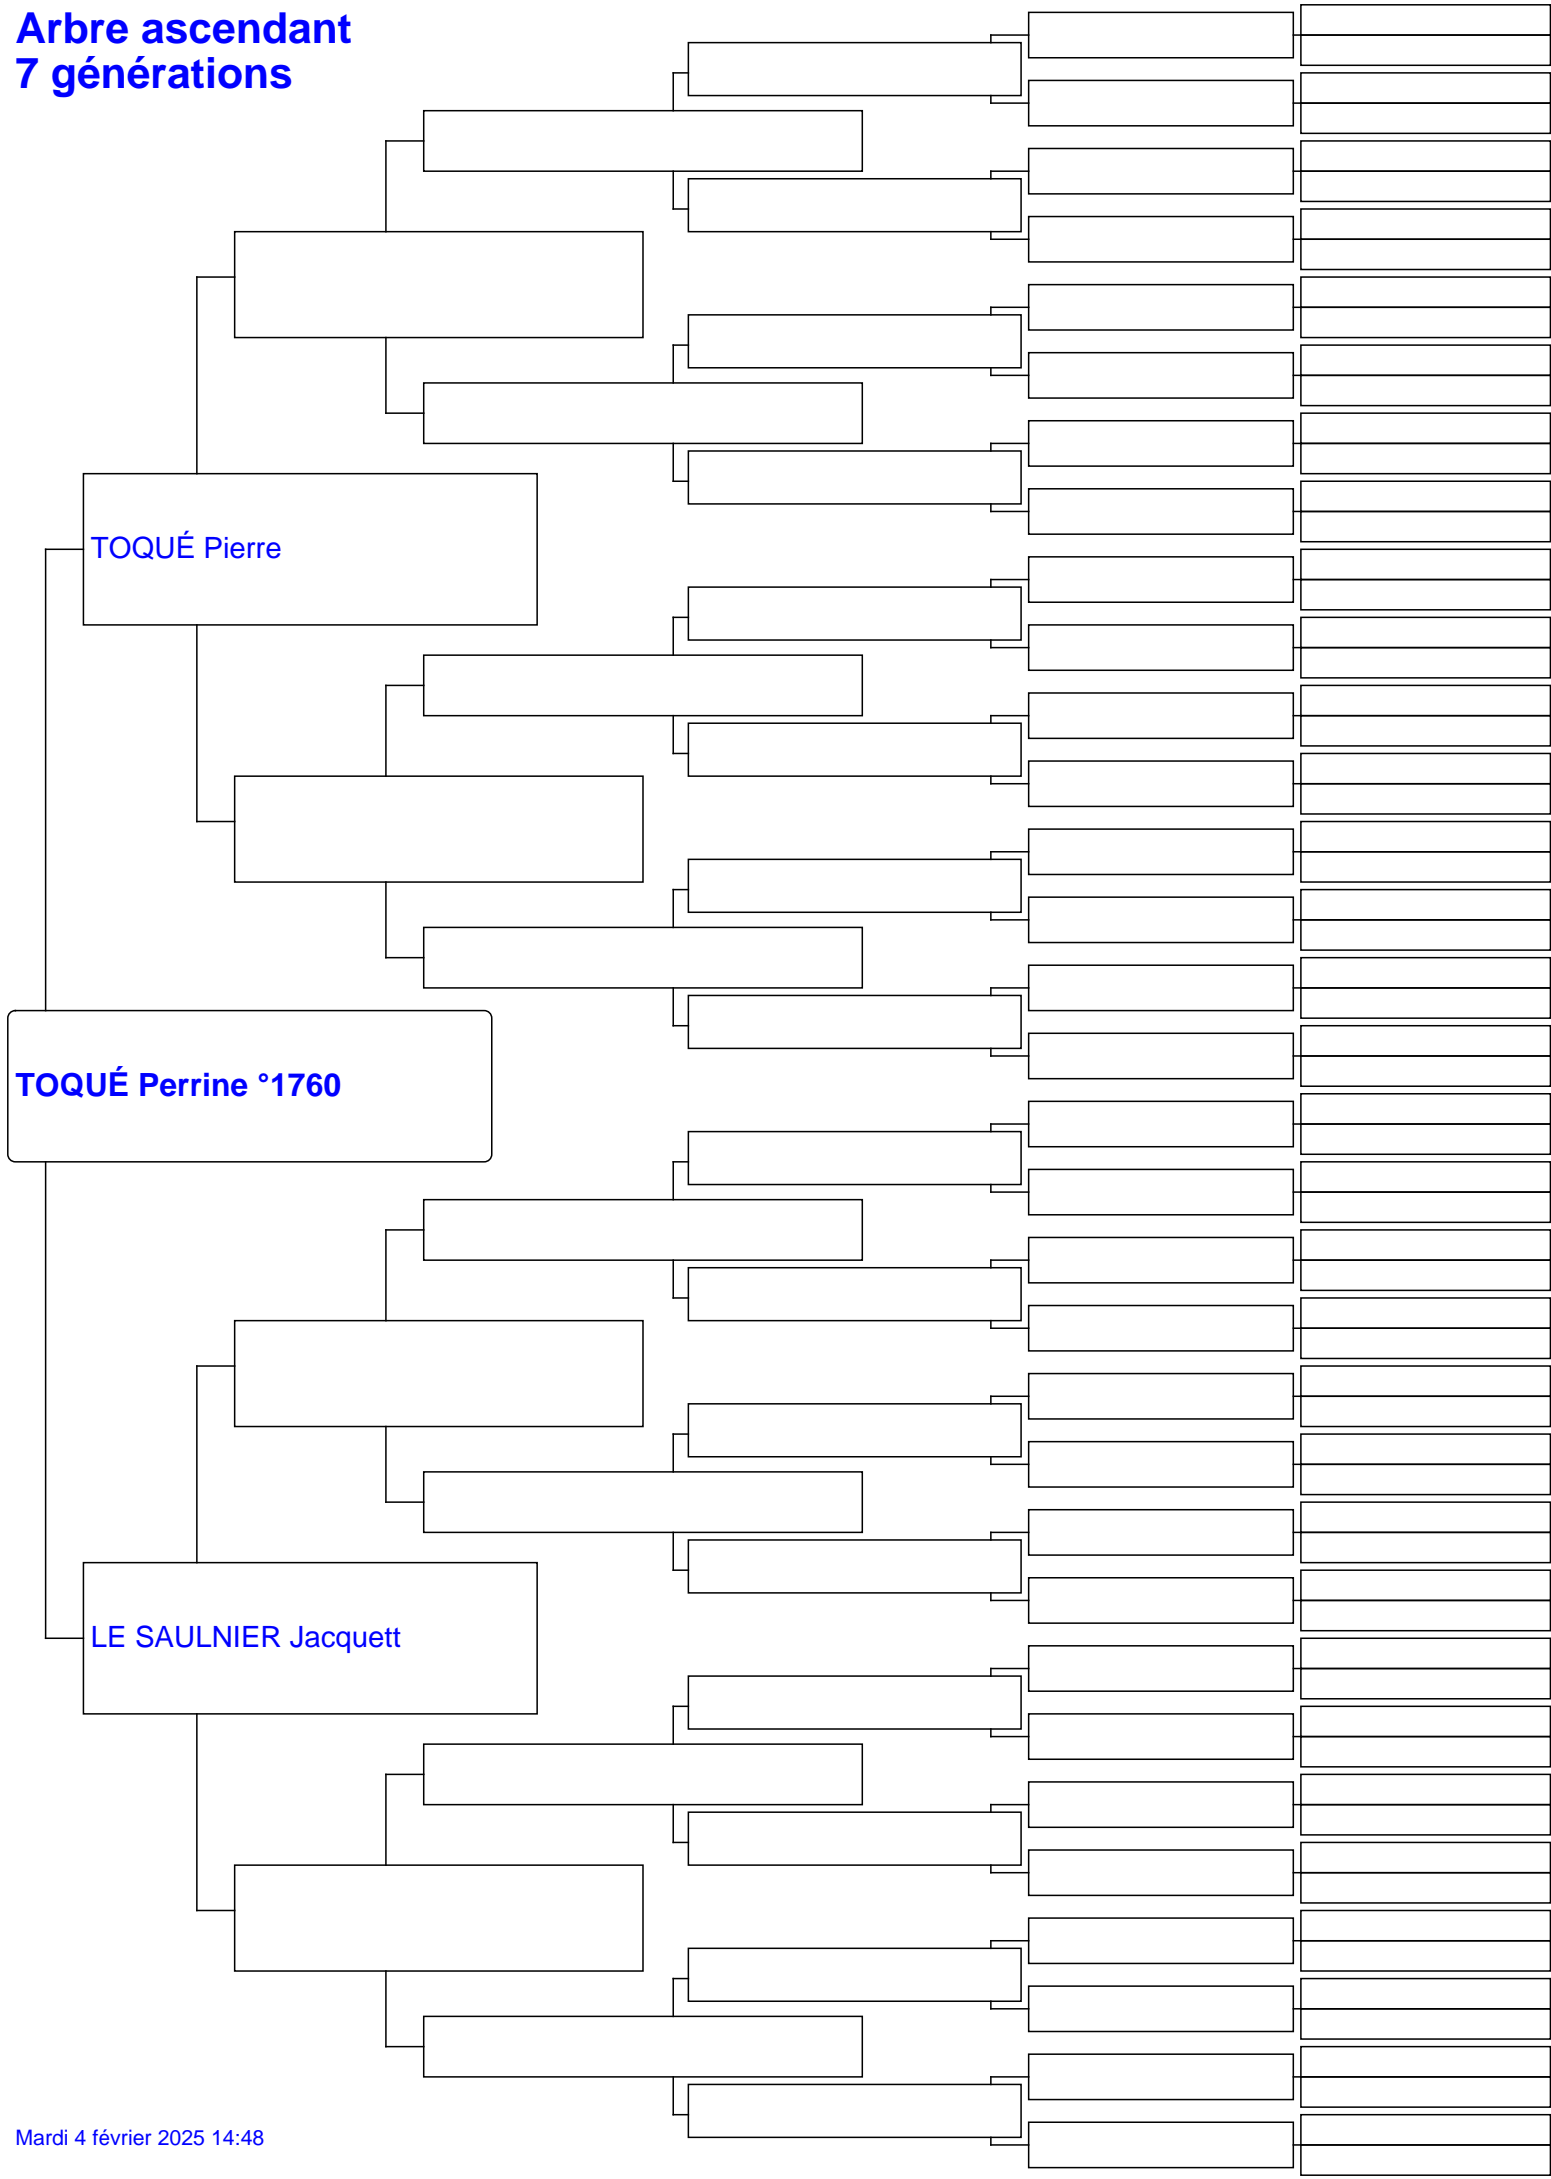 Arbre ascendant
7 générations
TOQUÉ Pierre
TOQUÉ Perrine °1760
LE SAULNIER Jacquett
Mardi 4 février 2025 14:48